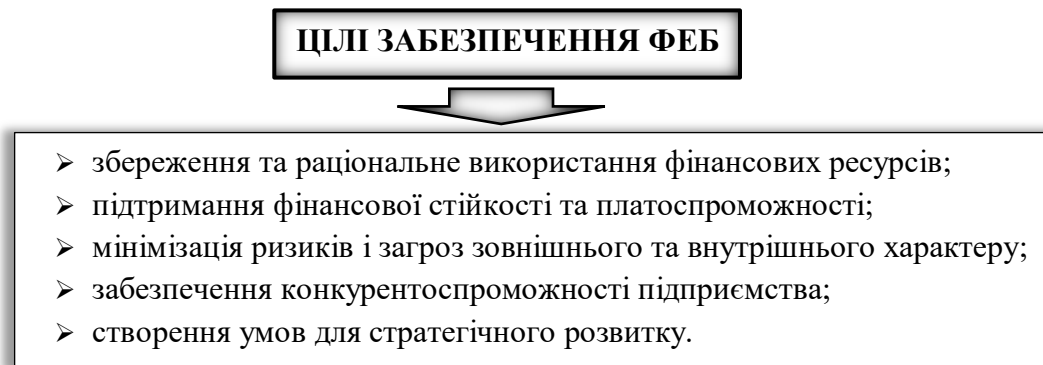 ЦІЛІ ЗАБЕЗПЕЧЕННЯ ФЕБ
➢ збереження та раціональне використання фінансових ресурсів;
➢ підтримання фінансової стійкості та платоспроможності;
➢ мінімізація ризиків і загроз зовнішнього та внутрішнього характеру;
➢ забезпечення конкурентоспроможності підприємства;
➢ створення умов для стратегічного розвитку.